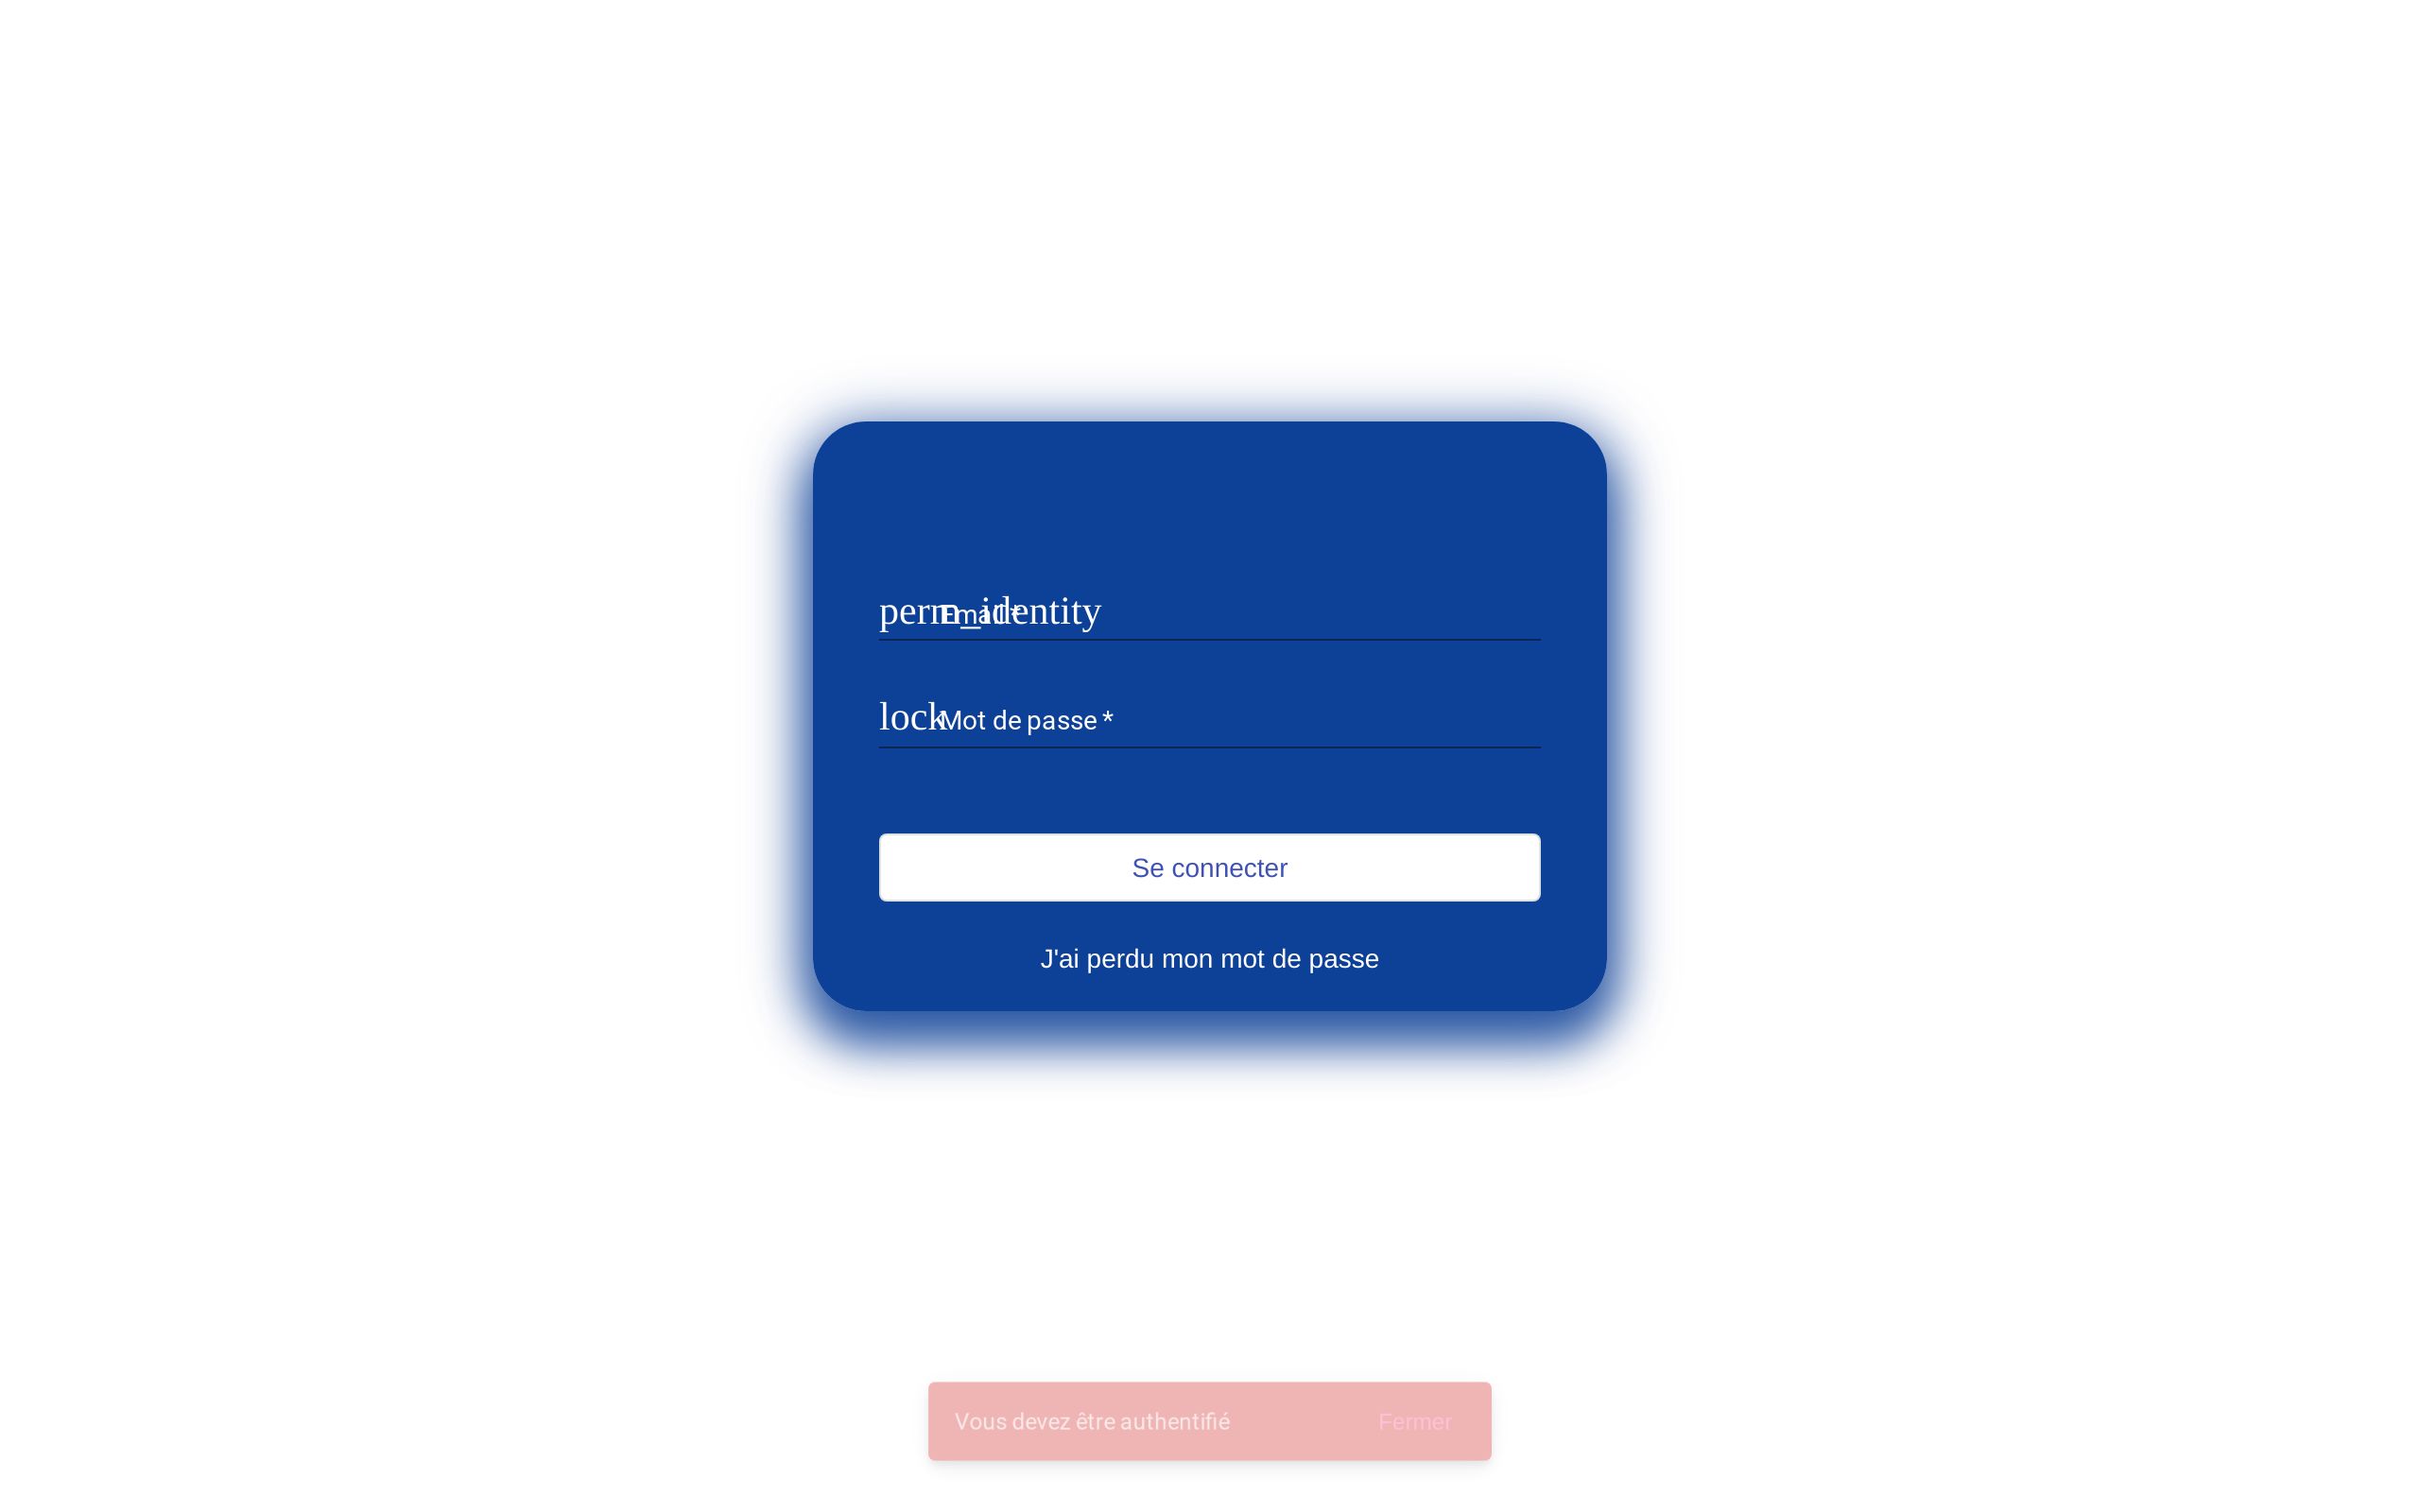 perm_identity
Email *
lock
Mot de passe *
Se connecter
J'ai perdu mon mot de passe
Vous devez être authentifié
Fermer